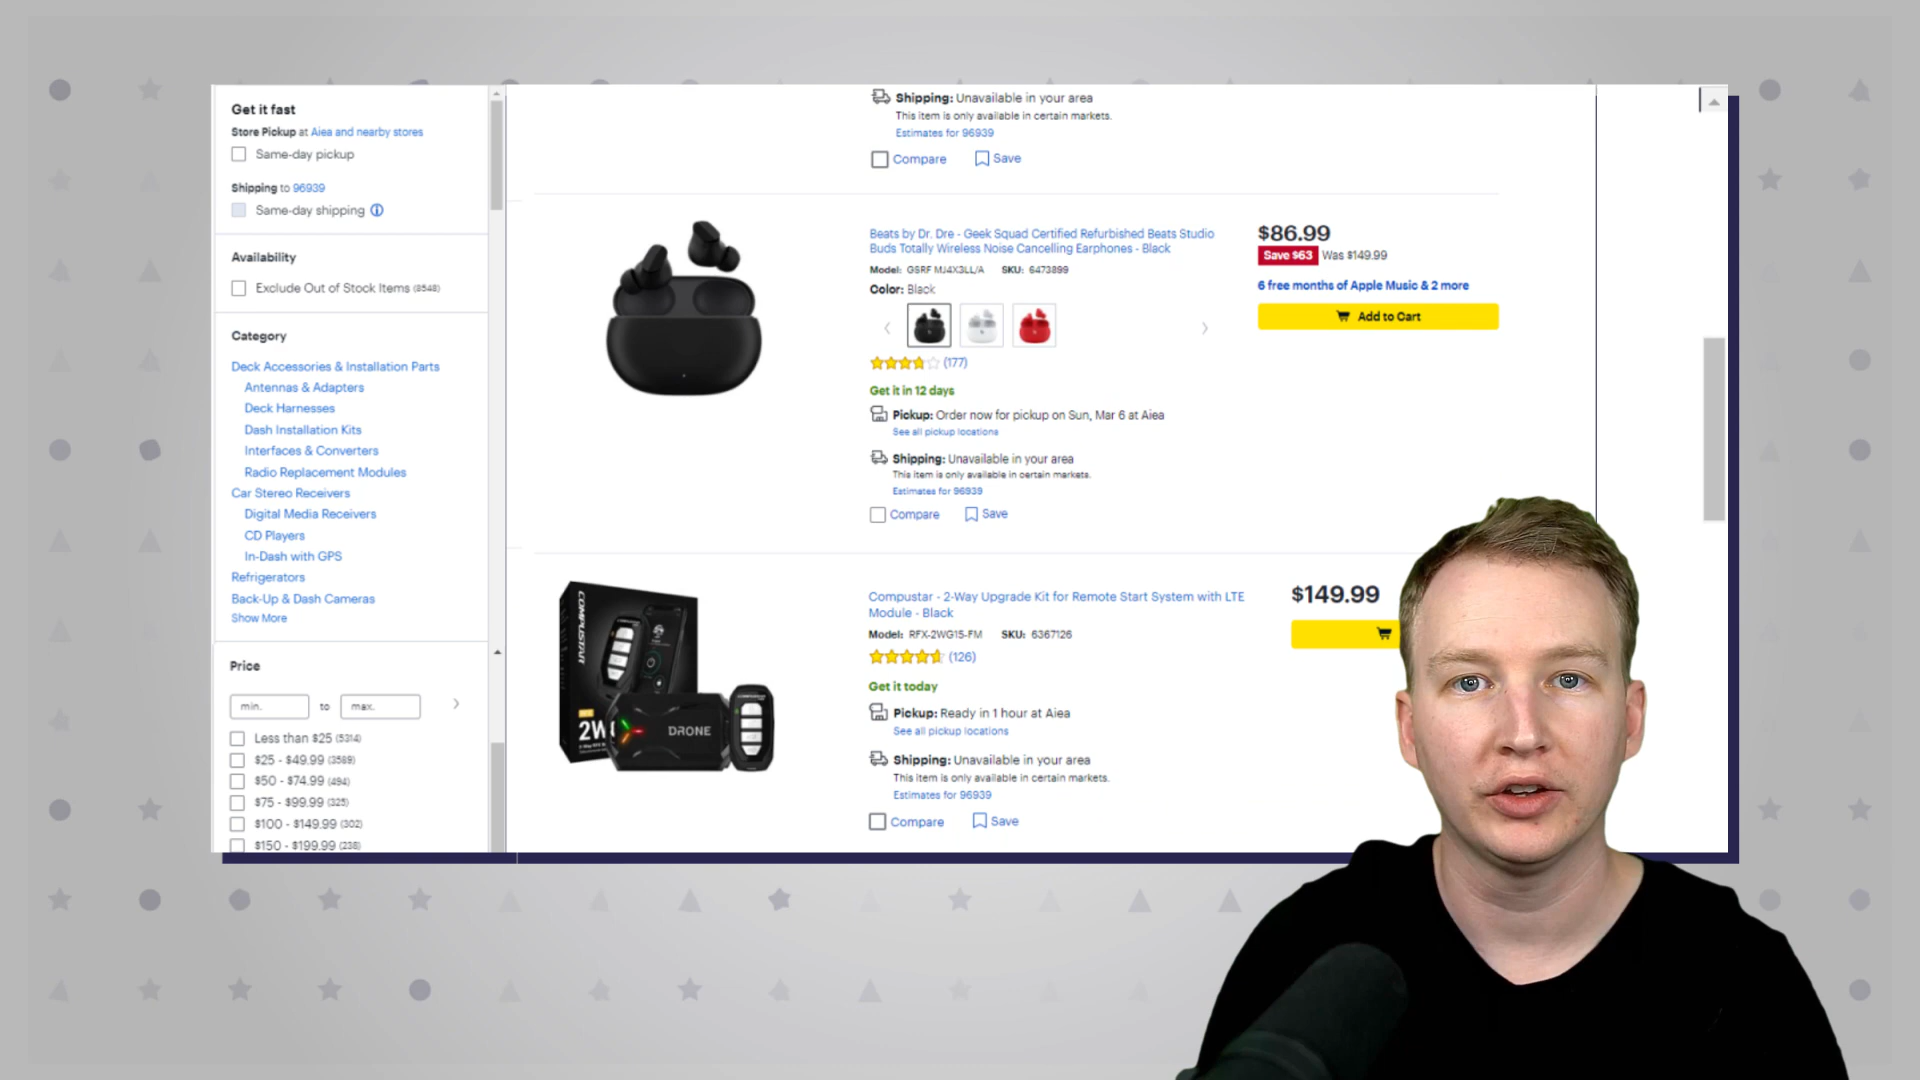 Get it fast
Store Pickup at Aiea and nearby stores
Same-day pickup
Shipping to 96939
Same-day shipping
Availability
Exclude Out of Stock Items (8548)
Category
Deck Accessories & Installation Parts
Antennas & Adapters
Deck Harnesses
Dash Installation Kits
Interfaces & Converters
Radio Replacement Modules
Car Stereo Receivers
Digital Media Receivers
CD Players
In-Dash with GPS
Refrigerators
Back-Up & Dash Cameras
Show More
Price
min. to max.
Less than $25 (5314)
$25 - $49.99 (3569)
$50 - $74.99 (494)
$75 - $99.99 (325)
$100 - $149.99 (302)
$150 - $199.99 (238)
Shipping: Unavailable in your area
This item is only available in certain markets.
Estimates for 96939
Compare Save
Beats by Dr. Dre - Geek Squad Certified Refurbished Beats Studio
Buds Totally Wireless Noise Cancelling Earphones - Black
Model: GSRF MJ4X3LL/A SKU: 6473899
Color: Black
(177)
Get it in 12 days
Pickup: Order now for pickup on Sun, Mar 6 at Aiea
See all pickup locations
Shipping: Unavailable in your area
This item is only available in certain markets.
Estimates for 96939
Compare Save
$86.99
Save $63 Was $149.99
6 free months of Apple Music & 2 more
Add to Cart
COMPUSTAR
2W
DRONE
Compustar - 2-Way Upgrade Kit for Remote Start System with LTE
Module - Black
Model: RFX-2WG15-FM SKU: 6367126
(126)
Get it today
Pickup: Ready in 1 hour at Aiea
See all pickup locations
Shipping: Unavailable in your area
This item is only available in certain markets.
Estimates for 96939
Compare Save
$149.99